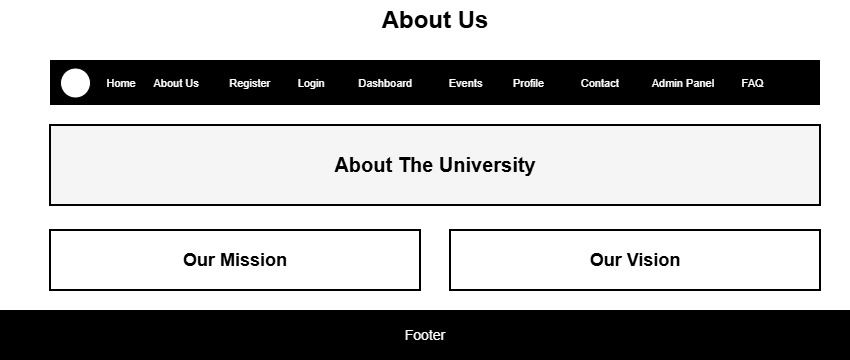 About Us
Home About Us Register Login Dashboard Events Profile Contact Admin Panel FAQ
About The University
Our Mission Our Vision
Footer